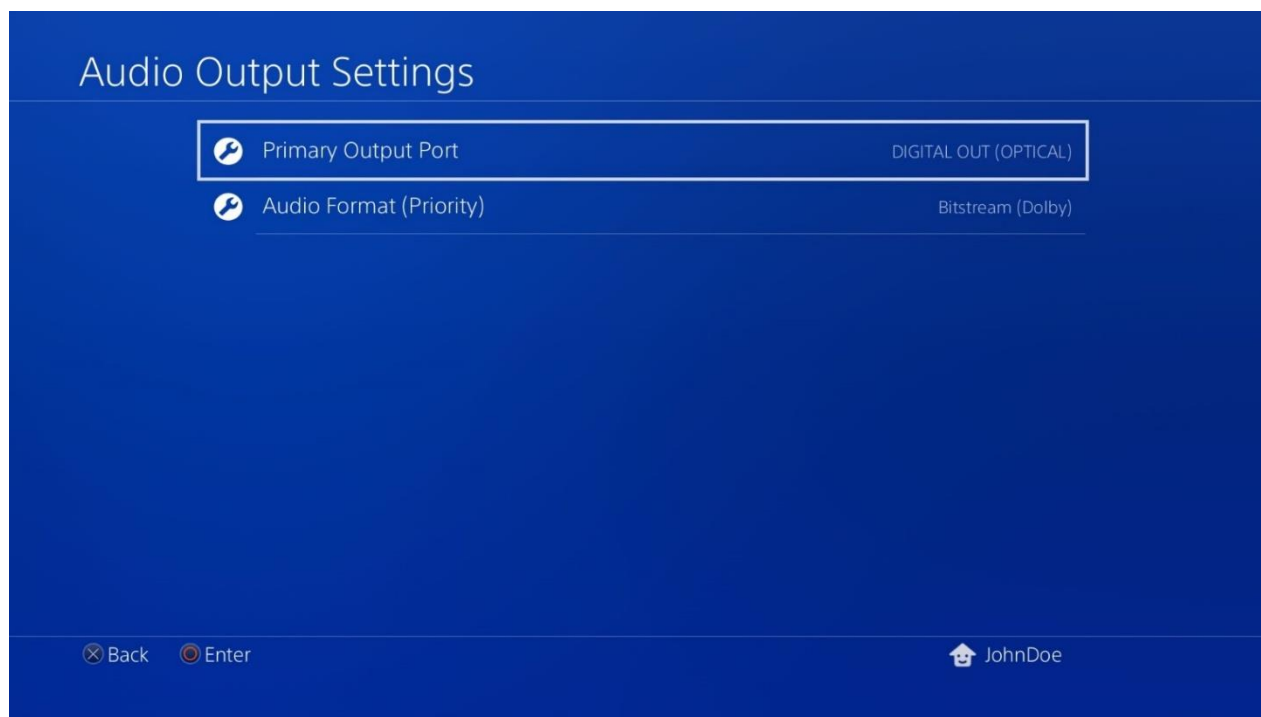 Audio Output Settings
Primary Output Port DIGITAL OUT (OPTICAL)
Audio Format (Priority) Bitstream (Dolby)
Back Enter JohnDoe